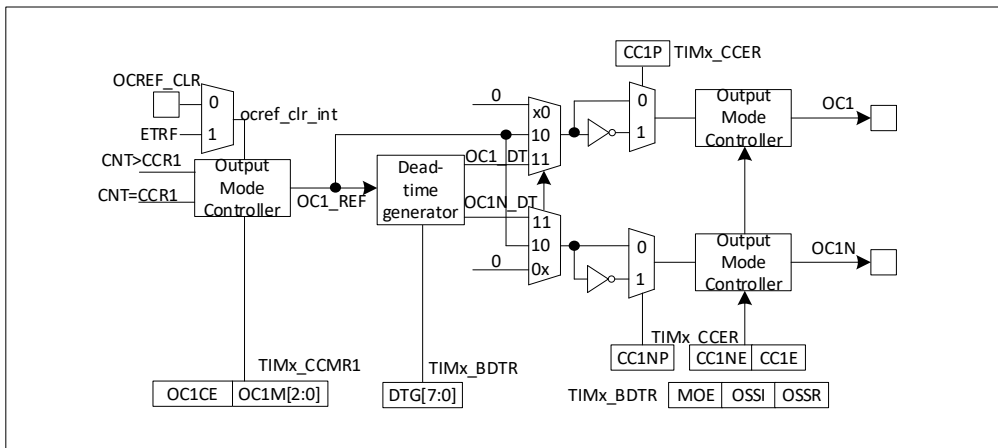 CC1P TIMx_CCER
OCREF_CLR
0
ocref_clr_int
ETRF
1
CNT>CCR1
CNT=CCR1
Output Mode Controller
OC1_REF
Dead-time generator
OC1_DT
OC1N_DT
0
x0
10
11
11
10
0x
0
0
1
Output Mode Controller
OC1
0
1
Output Mode Controller
OC1N
TIMx_CCMR1
OC1CE OC1M[2:0]
TIMx_BDTR
DTG[7:0]
TIMx_CCER
CC1NP CC1NE CC1E
TIMx_BDTR MOE OSSI OSSR